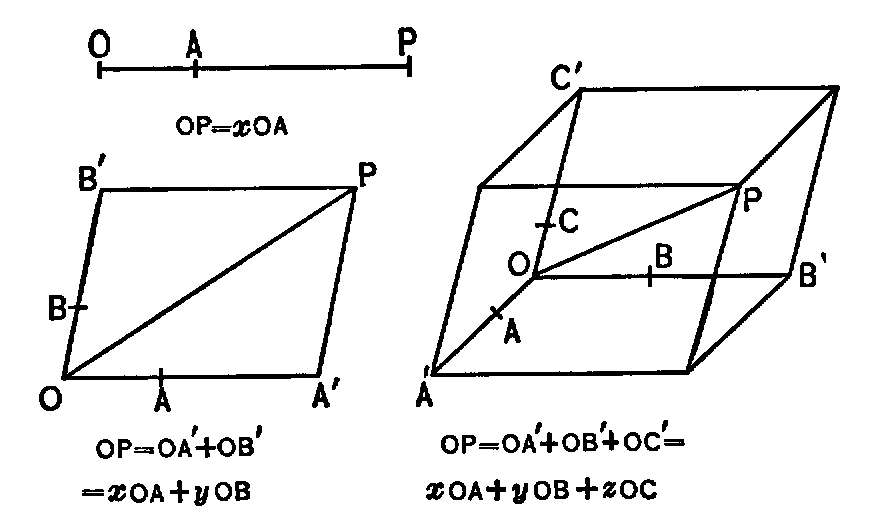 O A P
OP=xOA
B′ P
B
O A A′
OP=OA′+OB′
=xOA+yOB
C′
P
C
O B B′
A
A′
OP=OA′+OB′+OC′=
xOA+yOB+zOC